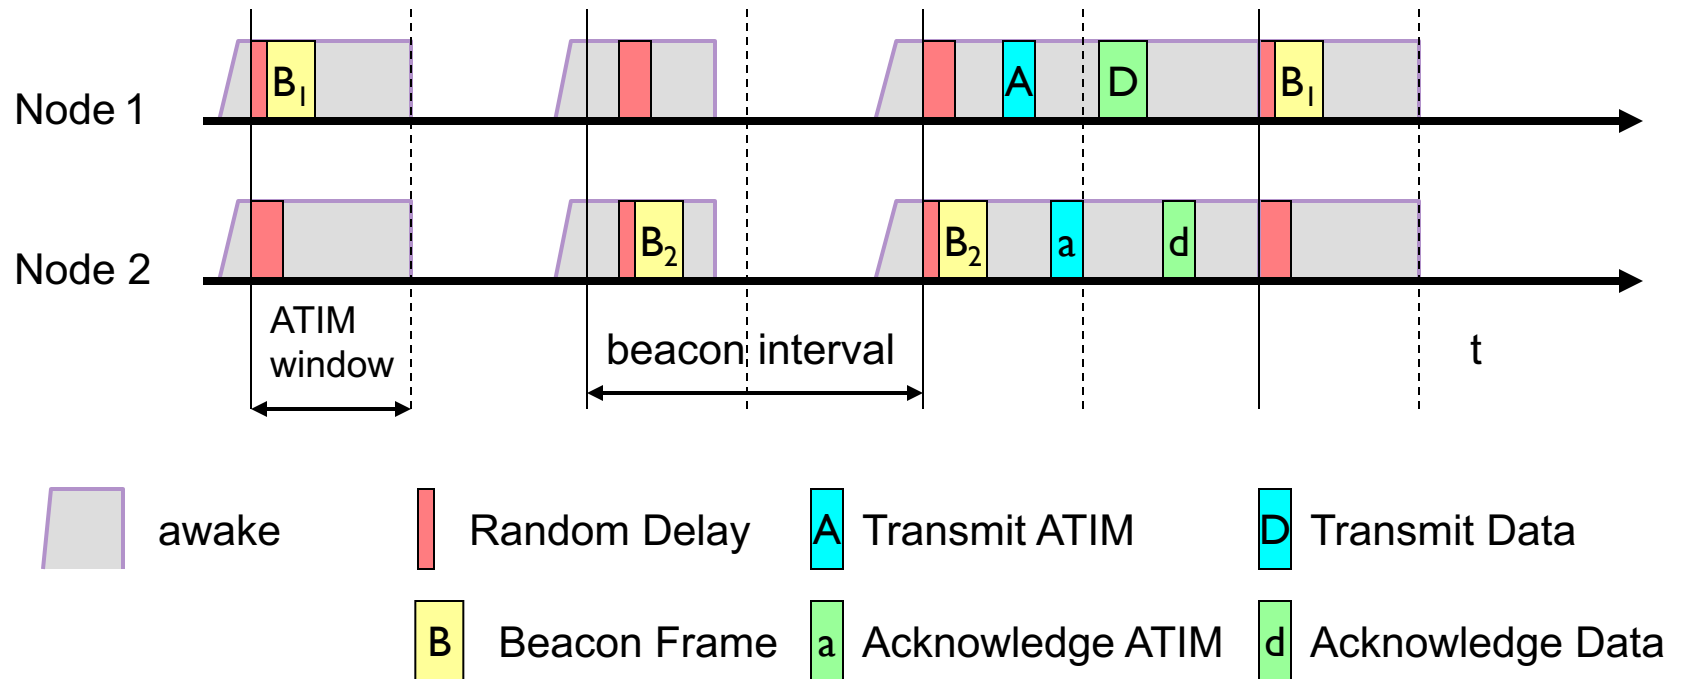 B1
B1
Node 1
A
D
B2
B2
a
d
Node 2
ATIM
window
beacon interval
t
awake
Random Delay
A Transmit ATIM
D Transmit Data
B Beacon Frame
a Acknowledge ATIM
d Acknowledge Data